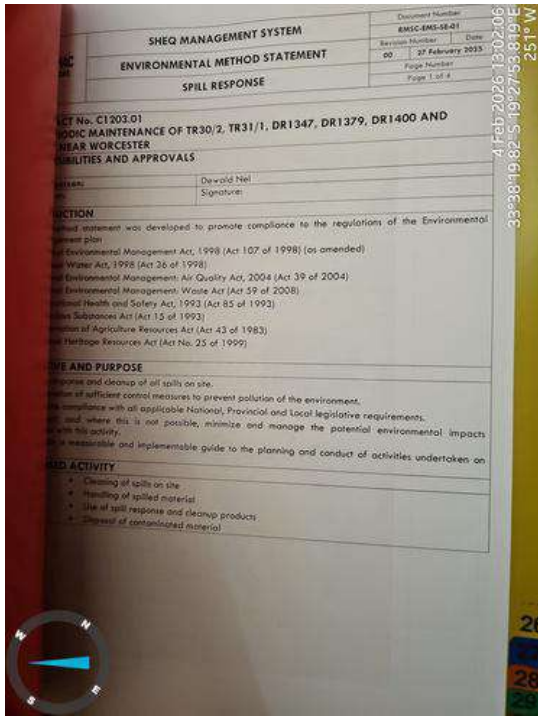 SHEQ MANAGEMENT SYSTEM
ENVIRONMENTAL METHOD STATEMENT
SPILL RESPONSE
Document Number
RMSC-EMS-SE-01
Revision Number Date
00 27 February 2025
Page Number
Page 1 of 4
ACT No. C1203.01
ODIC MAINTENANCE OF TR30/2, TR31/1, DR1347, DR1379, DR1400 AND
NEAR WORCESTER
BILITIES AND APPROVALS
Dewald Nel
Signature:
UCTION
statement was developed to promote compliance to the regulations of the Environmental
gement plan
Environmental Management Act, 1998 (Act 107 of 1998) (as amended)
Water Act, 1998 (Act 36 of 1998)
Environmental Management: Air Quality Act, 2004 (Act 39 of 2004)
Environmental Management: Waste Act (Act 59 of 2008)
Health and Safety Act, 1993 (Act 85 of 1993)
Substances Act (Act 15 of 1993)
of Agriculture Resources Act (Act 43 of 1983)
Heritage Resources Act (Act No. 25 of 1999)
VE AND PURPOSE
and cleanup of all spills on site.
of sufficient control measures to prevent pollution of the environment.
compliance with all applicable National, Provincial and Local legislative requirements.
and where this is not possible, minimize and manage the potential environmental impacts
with this activity.
measurable and implementable guide to the planning and conduct of activities undertaken on
ACTIVITY
• Cleaning of spills on site
• Handling of spilled material
• Use of spill response and cleanup products
• Disposal of contaminated material
4 Feb 2026 13:02:06
33°38'19.82"S 19°27'53.849"E
251° W
N
W
E
S
26
28
29